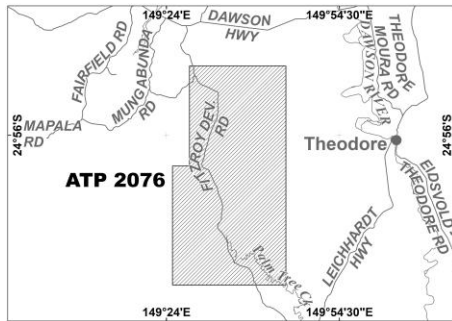 149°24'E
149°54'30"E
DAWSON
HWY
FAIRFIELD RD
MUNGABUNDA
RD
THEODORE
MOURA RD
DAWSON
RIVER
24°56'S
MAPALA
RD
FITZROY DEV.
RD
Theodore
24°56'S
ATP 2076
EIDSVOLD
THEODORE RD
LEICHHARDT
HWY
Palm Tree Ck
149°24'E
149°54'30"E